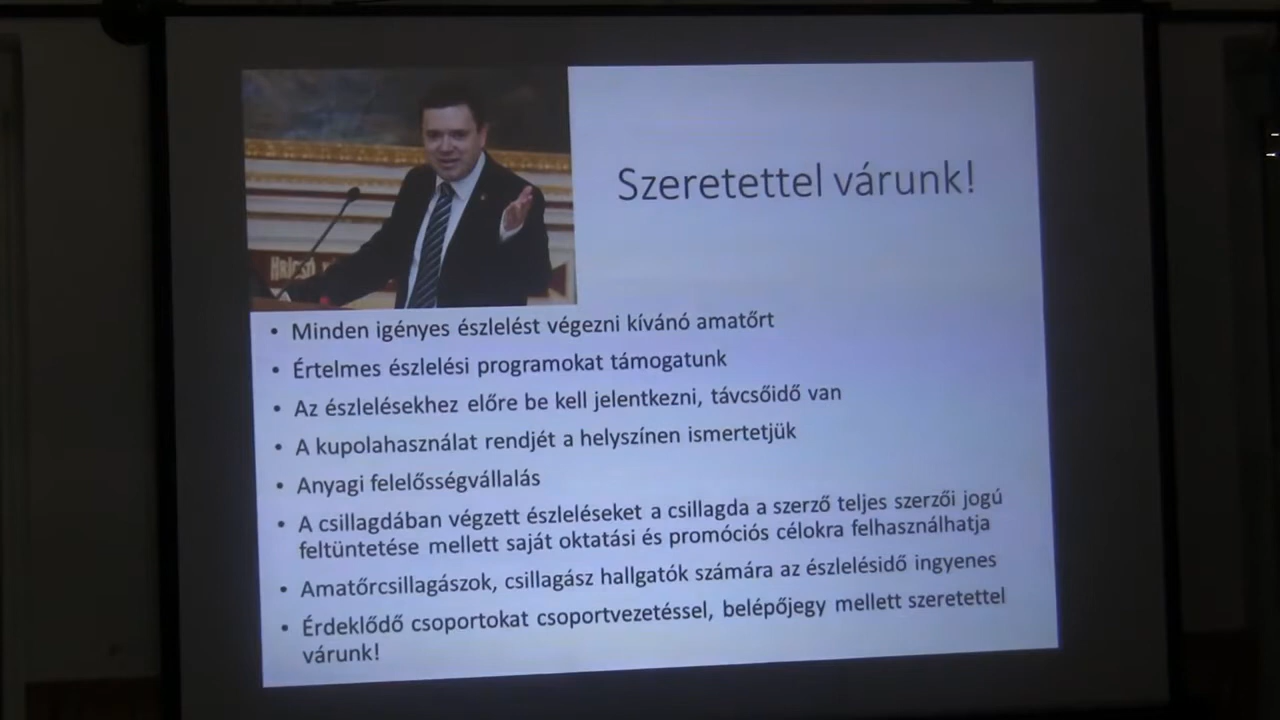 Szeretettel várunk!
• Minden igényes észlelést végezni kívánó amatőrt
• Értelmes észlelési programokat támogatunk
• Az észlelésekhez előre be kell jelentkezni, távcsőidő van
• A kupolahasználat rendjét a helyszínen ismertetjük
• Anyagi felelősségvállalás
• A csillagdában végzett észleléseket a csillagda a szerző teljes szerzői jogú
feltüntetése mellett saját oktatási és promóciós célokra felhasználhatja
• Amatőrcsillagászok, csillagász hallgatók számára az észlelésidő ingyenes
• Érdeklődő csoportokat csoportvezetéssel, belépőjegy mellett szeretettel
várunk!